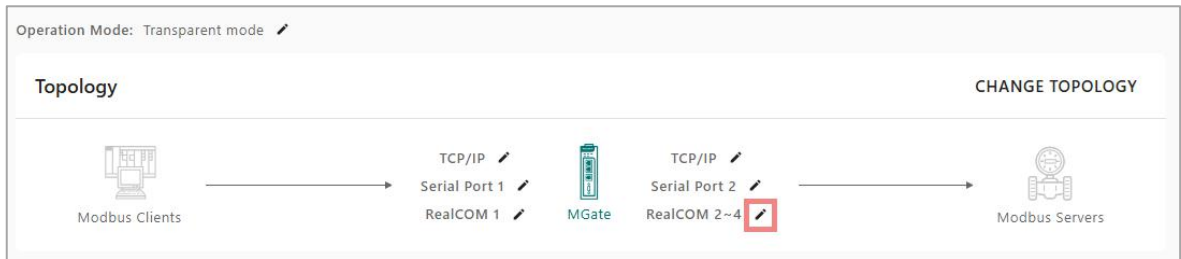 Operation Mode: Transparent mode
Topology
CHANGE TOPOLOGY
TCP/IP
TCP/IP
Serial Port 1
Serial Port 2
RealCOM 1
MGate
RealCOM 2~4
Modbus Clients
Modbus Servers